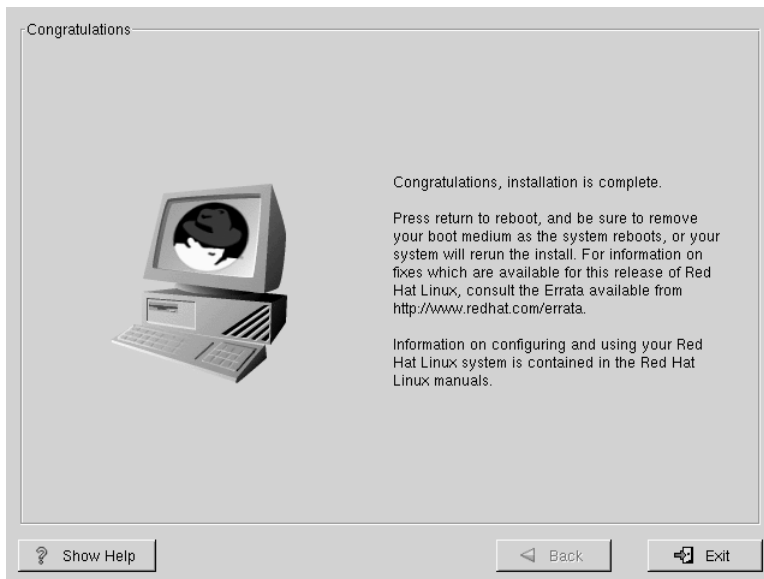 Congratulations
Congratulations, installation is complete.
Press return to reboot, and be sure to remove
your boot medium as the system reboots, or your
system will rerun the install. For information on
fixes which are available for this release of Red
Hat Linux, consult the Errata available from
http://www.redhat.com/errata.
Information on configuring and using your Red
Hat Linux system is contained in the Red Hat
Linux manuals.
Show Help
Back
Exit